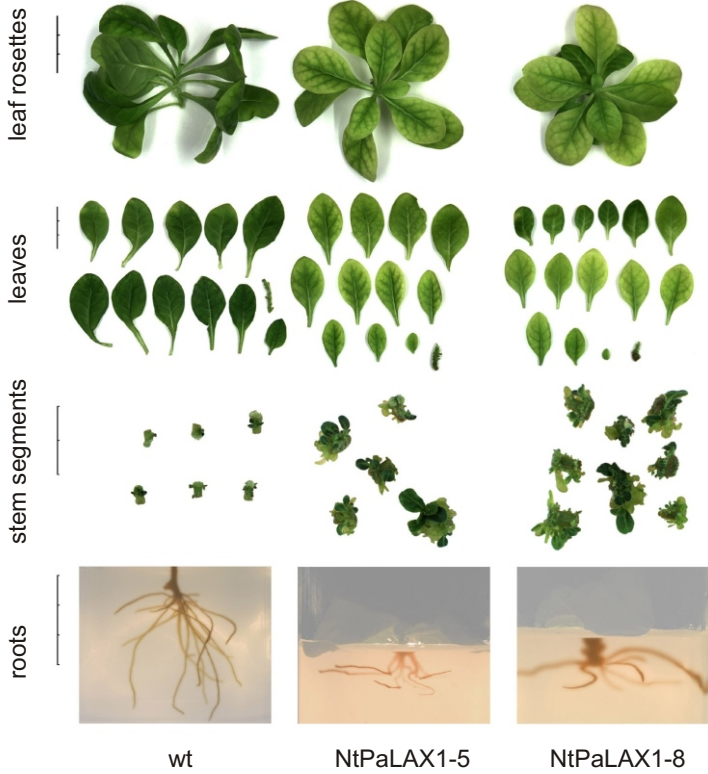 leaf rosettes
leaves
stem segments
roots
wt
NtPaLAX1-5
NtPaLAX1-8